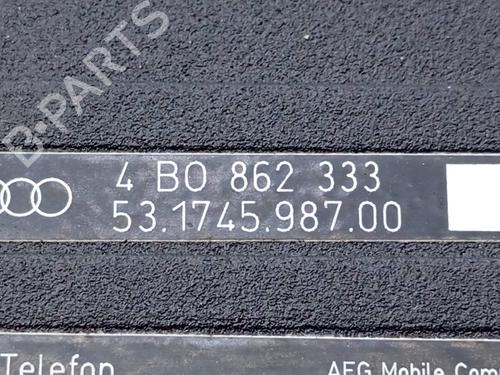 B-PARTS
4 B0 862 333
53.1745.987.00
Telefon
AEG Mobile Com